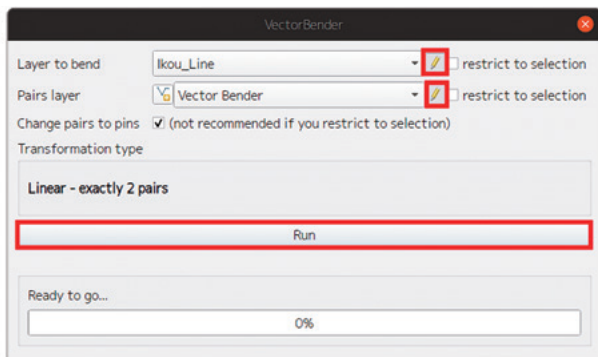 VectorBender
Layer to bend Ikou_Line restrict to selection
Pairs layer Vector Bender restrict to selection
Change pairs to pins (not recommended if you restrict to selection)
Transformation type
Linear - exactly 2 pairs
Run
Ready to go...
0%